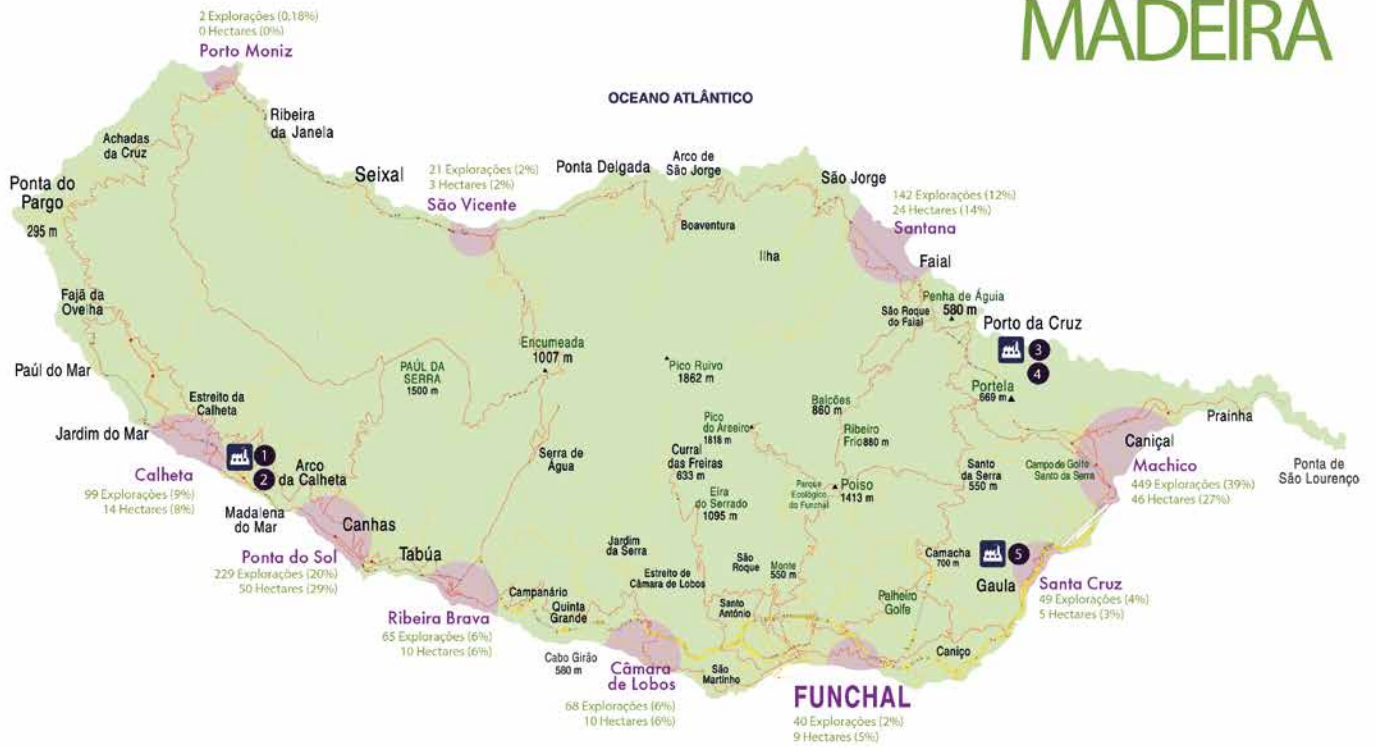 MADEIRA
2 Explorações (0,18%)
0 Hectares (0%)
Porto Moniz
OCEANO ATLÂNTICO
Ribeira
da Janela
Achadas
da Cruz
Seixal
21 Explorações (2%)
3 Hectares (2%)
São Vicente
Ponta Delgada
Arco de
São Jorge
São Jorge
142 Explorações (12%)
24 Hectares (14%)
Santana
Ponta do
Pargo
295 m
Boaventura
Ilha
Faial
Fajã da
Ovelha
Penha de Águia
580 m
São Roque
do Faial
Porto da Cruz
3
4
Encumeada
1007 m
Pico Ruivo
1862 m
PAÚL DA
SERRA
1500 m
Paúl do Mar
Portela
669 m
Estreito da
Calheta
Balcões
860 m
Prainha
Pico
do Areeiro
1818 m
Ribeiro
Frio 880 m
Caniçal
Jardim do Mar
1
2
Arco
da Calheta
Serra de
Água
Curral
das Freiras
633 m
Santo
da Serra
550 m
Campo de Golfe
Santo da Serra
Machico
449 Explorações (39%)
46 Hectares (27%)
Ponta de
São Lourenço
Calheta
99 Explorações (9%)
14 Hectares (8%)
Eira
do Serrado
1095 m
Parque
Ecológico
do Funchal
Poiso
1413 m
Madalena
do Mar
Canhas
Jardim
da Serra
Ponta do Sol
229 Explorações (20%)
50 Hectares (29%)
Tabúa
São
Roque
Monte
550 m
Camacha
700 m
5
Gaula
Santa Cruz
49 Explorações (4%)
5 Hectares (3%)
Estreito de
Câmara de Lobos
Campanário
Quinta
Grande
Santo
António
Palheiro
Golfe
Ribeira Brava
65 Explorações (6%)
10 Hectares (6%)
Cabo Girão
580 m
Câmara
de Lobos
68 Explorações (6%)
10 Hectares (6%)
São
Martinho
Caniço
FUNCHAL
40 Explorações (2%)
9 Hectares (5%)